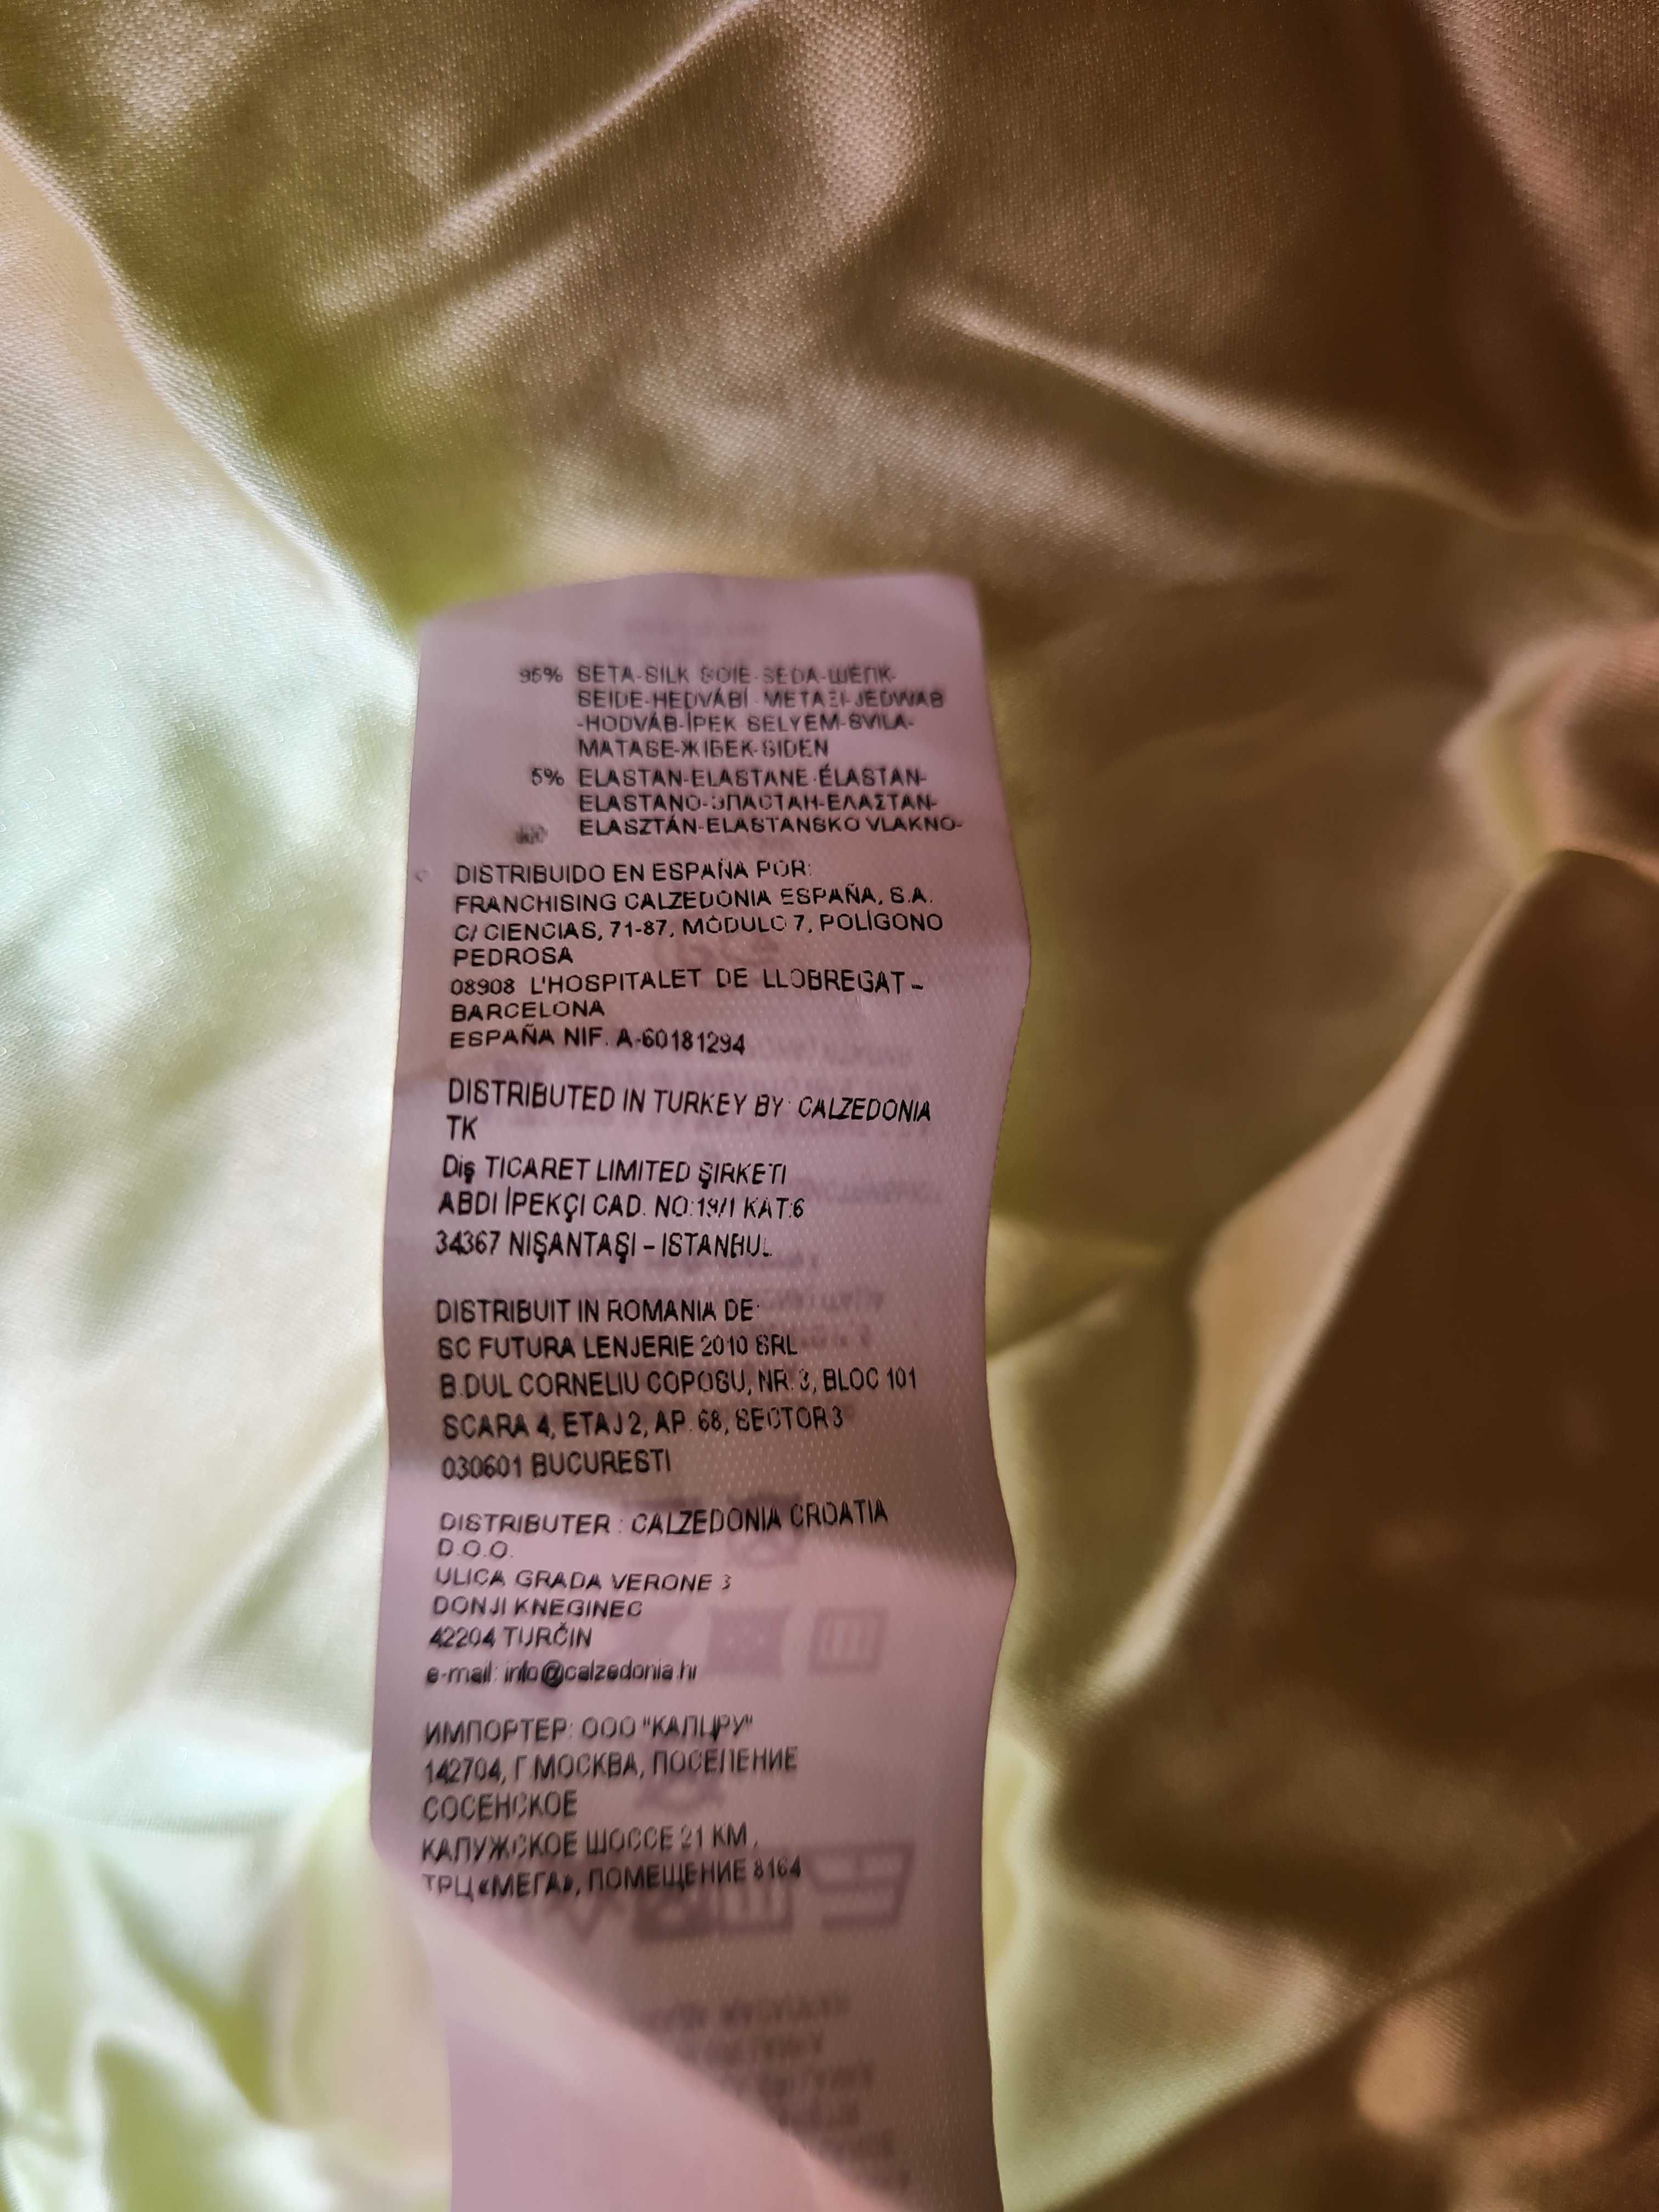 95% SETA-SILK SOIE-SEDA-ШЕЛК-
SEIDE-HEDVÁBÍ-ΜΕΤΑΞΙ-JEDWAB
-HODVÁB-İPEK SELYEM-SVILA-
MATASE-ЖІБЕК-SIDEN
5% ELASTAN-ELASTANE-ÉLASTAN-
ELASTANO-ЭЛАСТАН-ΕΛΑΣΤΑΝ-
ELASZTÁN-ELASTANSKO VLAKNO-
DISTRIBUIDO EN ESPAÑA POR:
FRANCHISING CALZEDONIA ESPAÑA, S.A.
C/ CIENCIAS, 71-87, MÓDULO 7, POLÍGONO
PEDROSA
08908 L'HOSPITALET DE LLOBREGAT –
BARCELONA
ESPAÑA NIF. A-60181294
DISTRIBUTED IN TURKEY BY: CALZEDONIA
TK
Diş TICARET LIMITED ŞIRKETI
ABDI İPEKÇI CAD. NO:19/1 KAT:6
34367 NIŞANTAŞI – ISTANBUL
DISTRIBUIT IN ROMANIA DE:
SC FUTURA LENJERIE 2010 SRL
B.DUL CORNELIU COPOSU, NR. 3, BLOC 101
SCARA 4, ETAJ 2, AP. 68, SECTOR 3
030601 BUCURESTI
DISTRIBUTER : CALZEDONIA CROATIA
D.O.O.
ULICA GRADA VERONE 3
DONJI KNEGINEC
42204 TURČIN
e-mail: info@calzedonia.hr
ИМПОРТЕР: ООО "КАЛЦРУ"
142704, Г.МОСКВА, ПОСЕЛЕНИЕ
СОСЕНСКОЕ
КАЛУЖСКОЕ ШОССЕ 21 КМ ,
ТРЦ «МЕГА», ПОМЕЩЕНИЕ 8164